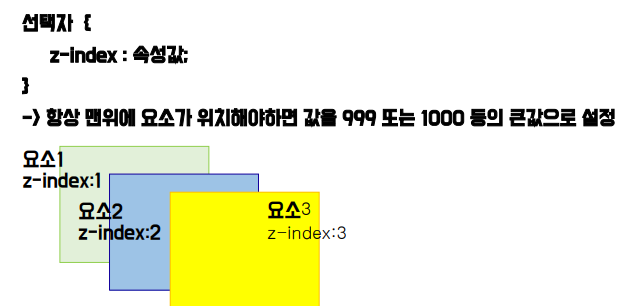 선택자 {
z-index : 속성값;
}
-> 항상 맨위에 요소가 위치해야하면 값을 999 또는 1000 등의 큰값으로 설정
요소1
z-index:1
요소2
z-index:2
요소3
z-index:3